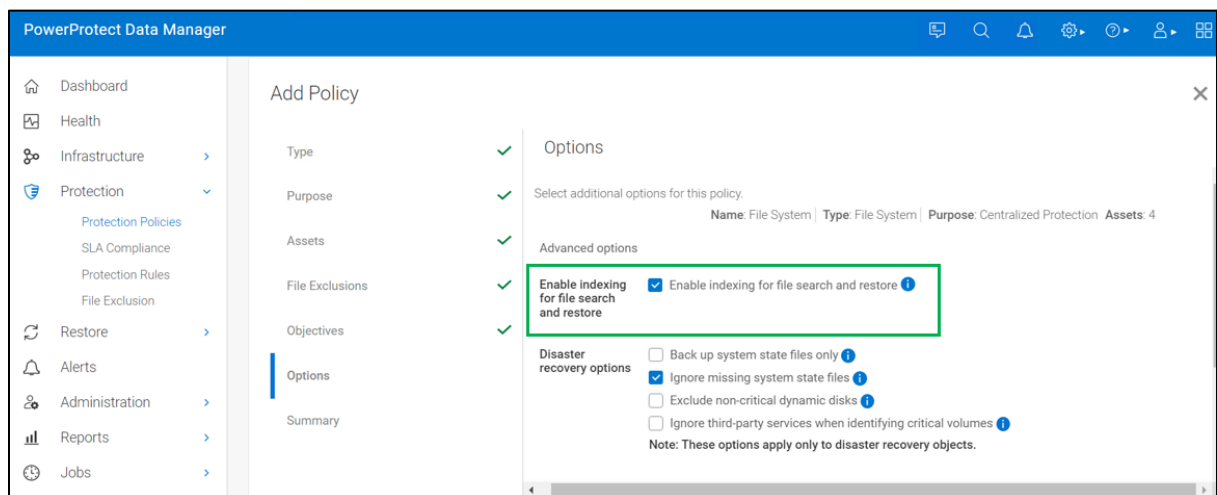 PowerProtect Data Manager
Dashboard
Health
Infrastructure
Protection
Protection Policies
SLA Compliance
Protection Rules
File Exclusion
Restore
Alerts
Administration
Reports
Jobs
Add Policy
Type
Purpose
Assets
File Exclusions
Objectives
Options
Summary
Options
Select additional options for this policy.
Name: File System | Type: File System | Purpose: Centralized Protection Assets: 4
Advanced options
Enable indexing
for file search
and restore
Enable indexing for file search and restore
Disaster
recovery options
Back up system state files only
Ignore missing system state files
Exclude non-critical dynamic disks
Ignore third-party services when identifying critical volumes
Note: These options apply only to disaster recovery objects.